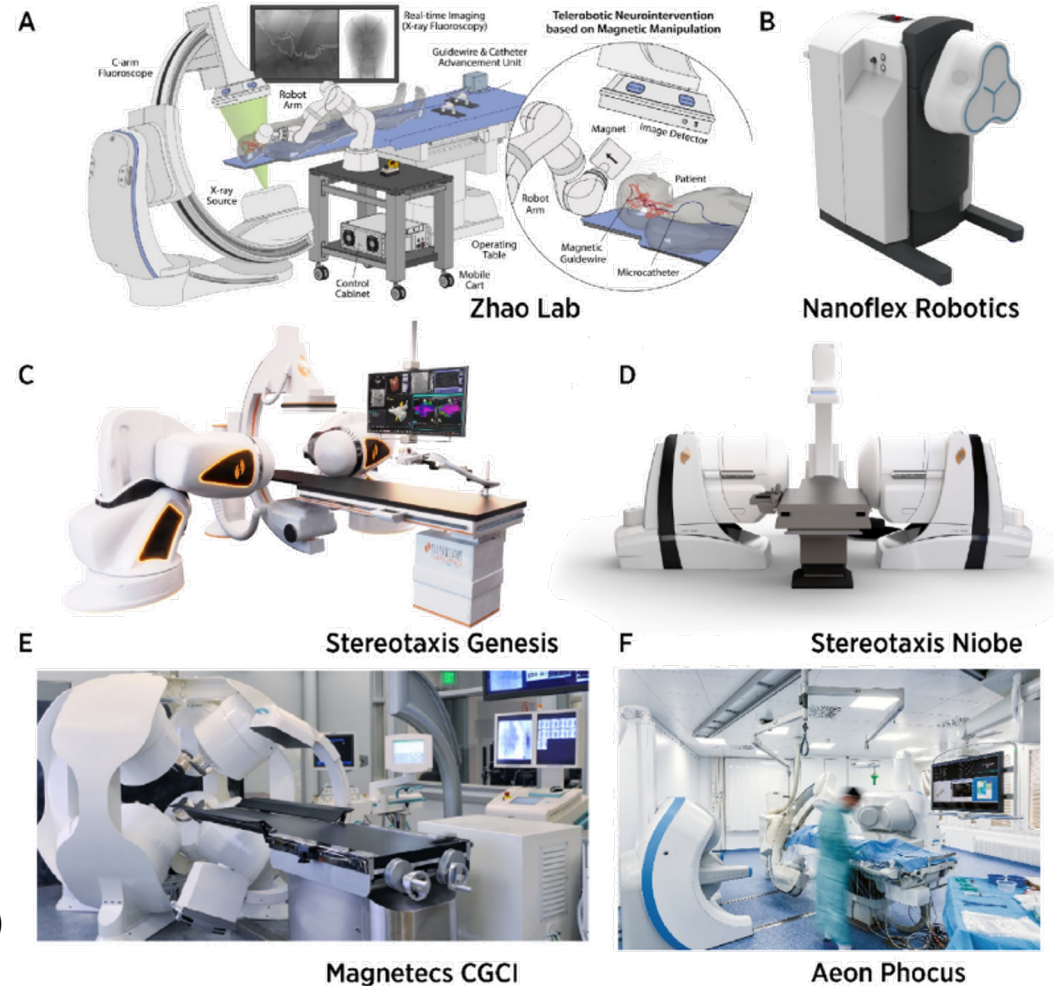 A
Real-time Imaging
(X-ray Fluoroscopy)
Telerobotic Neurointervention
based on Magnetic Manipulation
C-arm
Fluoroscope
Guidewire & Catheter
Advancement Unit
Robot
Arm
Magnet
Image Detector
X-ray
Source
Patient
Robot
Arm
Operating
Table
Magnetic
Guidewire
Microcatheter
Control
Cabinet
Mobile
Cart
Zhao Lab
B
Nanoflex Robotics
C
Stereotaxis Genesis
D
Stereotaxis Niobe
E
Magnetecs CGCI
F
Aeon Phocus
)